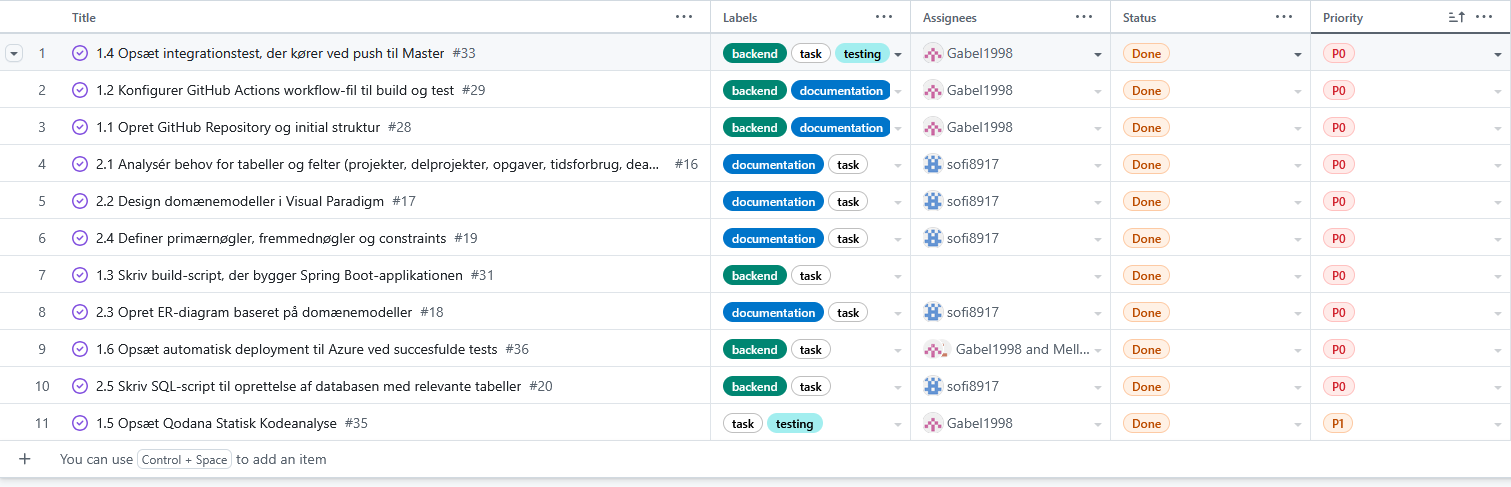 Title ... Labels ... Assignees ... Status ... Priority ...
1 1.4 Opsæt integrationstest, der kører ved push til Master #33 backend task testing Gabel1998 Done P0
2 1.2 Konfigurer GitHub Actions workflow-fil til build og test #29 backend documentation Gabel1998 Done P0
3 1.1 Opret GitHub Repository og initial struktur #28 backend documentation Gabel1998 Done P0
4 2.1 Analysér behov for tabeller og felter (projekter, delprojekter, opgaver, tidsforbrug, dea... #16 documentation task sofi8917 Done P0
5 2.2 Design domænemodeller i Visual Paradigm #17 documentation task sofi8917 Done P0
6 2.4 Definer primærnøgler, fremmednøgler og constraints #19 documentation task sofi8917 Done P0
7 1.3 Skriv build-script, der bygger Spring Boot-applikationen #31 backend task Done P0
8 2.3 Opret ER-diagram baseret på domænemodeller #18 documentation task sofi8917 Done P0
9 1.6 Opsæt automatisk deployment til Azure ved succesfulde tests #36 backend task Gabel1998 and Mell... Done P0
10 2.5 Skriv SQL-script til oprettelse af databasen med relevante tabeller #20 backend task sofi8917 Done P0
11 1.5 Opsæt Qodana Statisk Kodeanalyse #35 task testing Gabel1998 Done P1
+ You can use Control + Space to add an item